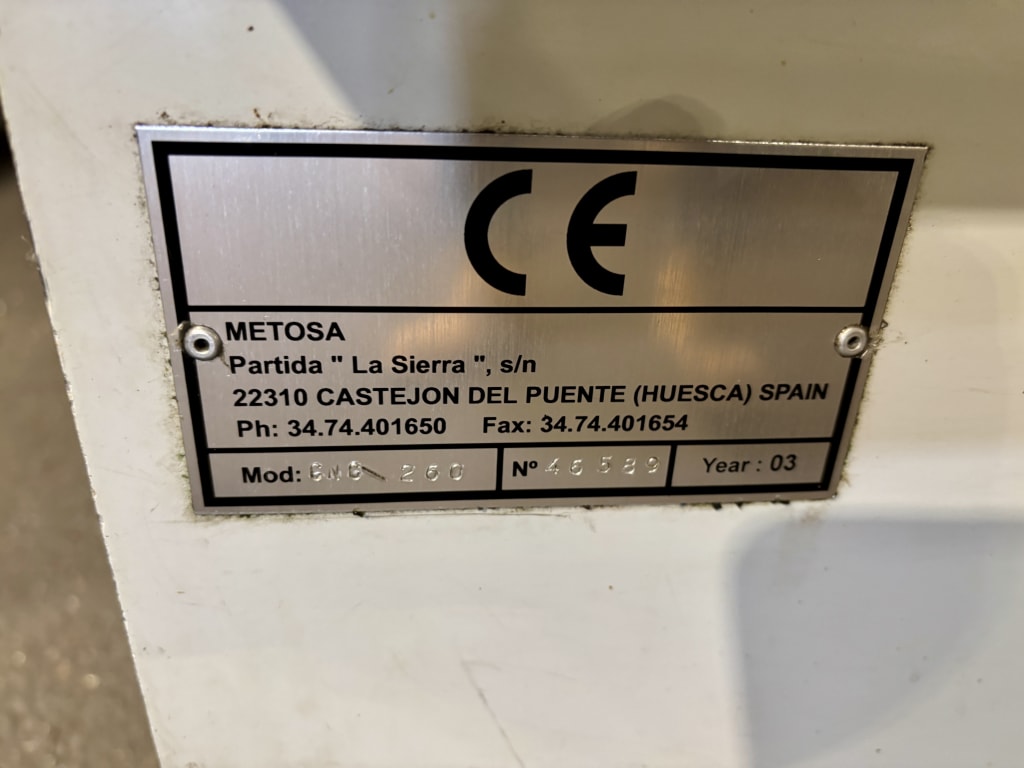 CE
METOSA
Partida " La Sierra ", s/n
22310 CASTEJON DEL PUENTE (HUESCA) SPAIN
Ph: 34.74.401650 Fax: 34.74.401654
Mod: 260 Nº 46589 Year : 03